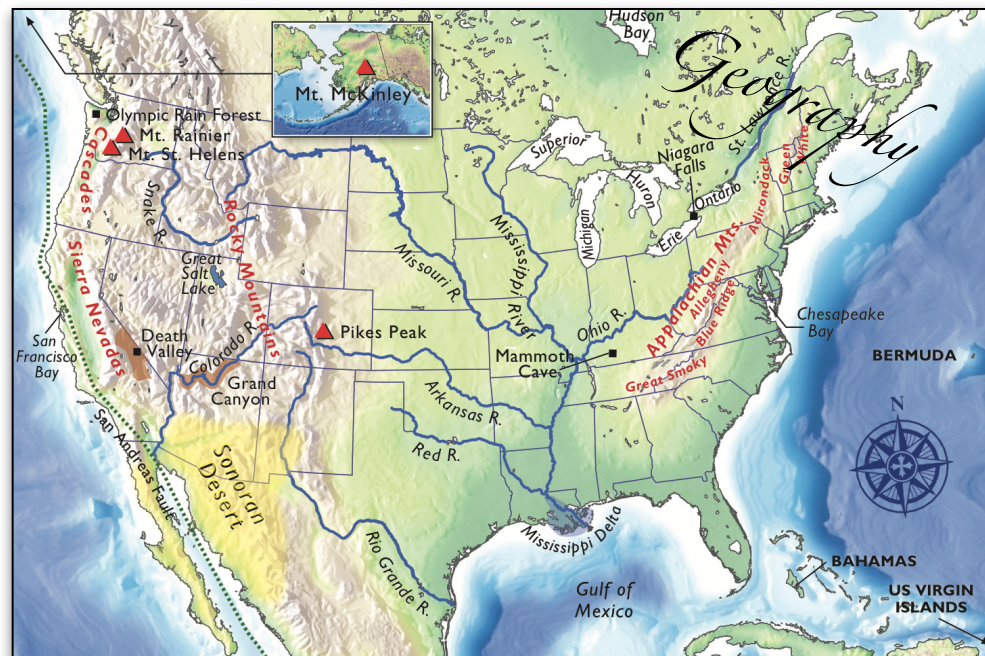 Hudson
Bay
Geography
Mt. McKinley
St. Lawrence R.
Olympic Rain Forest
Mt. Rainier
Mt. St. Helens
Cascades
Superior
Niagara
Falls
Huron
Ontario
Michigan
Erie
Green
White
Adirondack
Snake R.
Rocky Mountains
Missouri R.
Mississippi River
Great
Salt
Lake
Sierra Nevadas
Appalachian Mts.
Allegheny
Blue Ridge
Great Smoky
Chesapeake
Bay
San
Francisco
Bay
Death
Valley
Colorado R.
Pikes Peak
Ohio R.
Mammoth
Cave
BERMUDA
Grand
Canyon
Arkansas R.
Red R.
N
San Andreas Fault
Sonoran
Desert
Rio Grande R.
Mississippi Delta
Gulf of
Mexico
BAHAMAS
US VIRGIN
ISLANDS